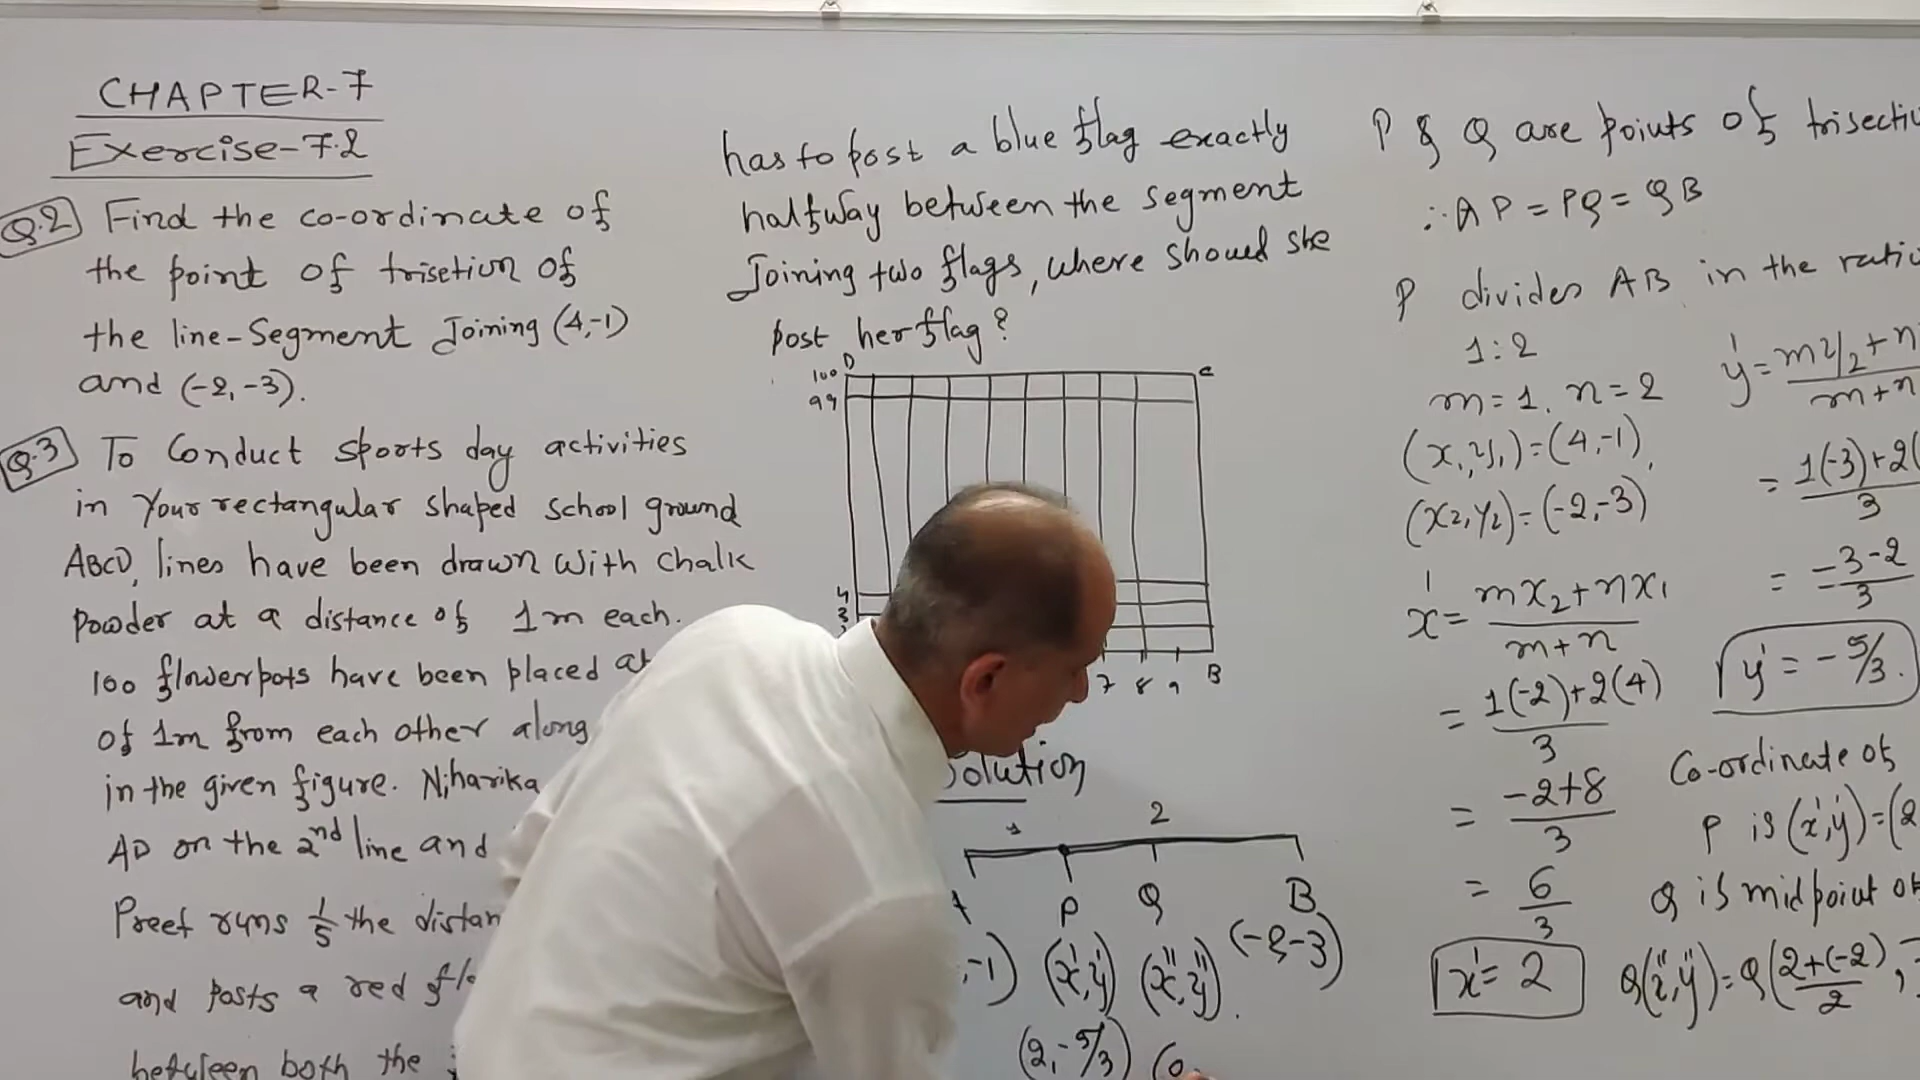 CHAPTER-7
Exercise-7.2
Q.2 Find the co-ordinate of
the point of trisetion of
the line-Segment Joining (4,-1)
and (-2,-3).
Q.3 To Conduct sports day activities
in Your rectangular shaped school ground
ABCD, lines have been drawn with chalk
Powder at a distance of 1m each.
100 flowerpots have been placed at
of 1m from each other along
in the given figure. Niharika
AD on the 2nd line and
Preet runs 1/5 the distan
and posts a red fl
between both the
has to post a blue flag exactly
halfway between the segment
Joining two flags, where should she
post her flag?
100 D C
99
4
3
7 8 9 B
Solution
1 2
P Q B
,-1) (x',y') (x'',y'') (-2-3)
(2,-5/3) (0
P & Q are points of trisecti
∴ AP = PQ = QB
P divides AB in the ratio
1:2
m=1, n=2
(x1,y1)=(4,-1),
(x2,y2)=(-2,-3)
x' = mx2+nx1/m+n
= 1(-2)+2(4)/3
= -2+8/3
= 6/3
x' = 2
y' = my2+n/m+n
= 1(-3)+2(/3
= -3-2/3
y' = -5/3.
Co-ordinate of
P is (x',y')=(2
Q is midpoint of
Q(x'',y'')=Q(2+(-2)/2,